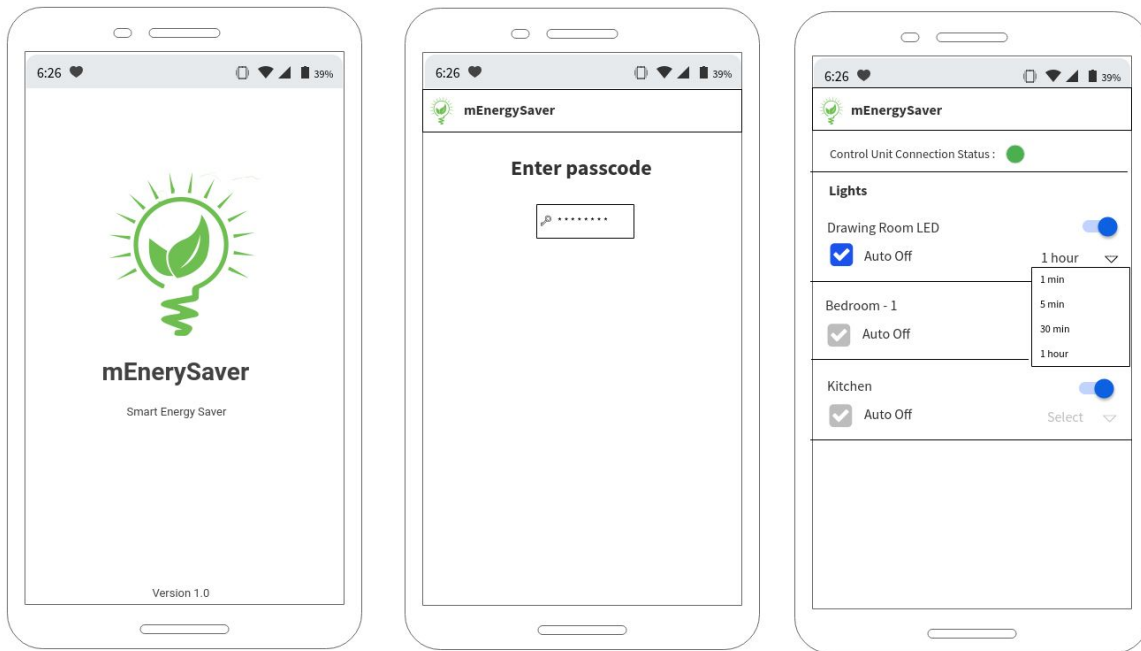 6:26 39%
mEnerySaver
Smart Energy Saver
Version 1.0
6:26 39%
mEnergySaver
Enter passcode
********
6:26 39%
mEnergySaver
Control Unit Connection Status :
Lights
Drawing Room LED
Auto Off 1 hour
1 min
5 min
30 min
1 hour
Bedroom - 1
Auto Off
Kitchen
Auto Off Select